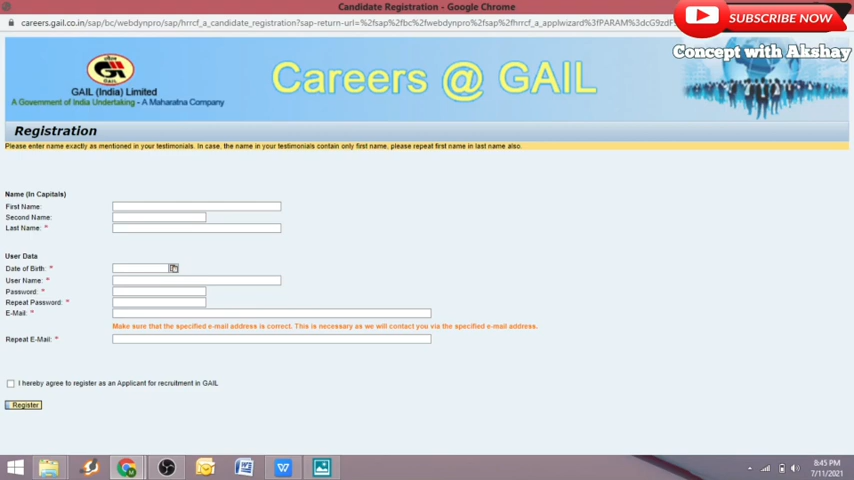 Candidate Registration - Google Chrome
careers.gail.co.in/sap/bc/webdynpro/sap/hrrcf_a_candidate_registration?sap-return-url=%2fsap%2fbc%2fwebdynpro%2fsap%2fhrrcf_a_applwizard%3fPARAM%3dcG9zdF
SUBSCRIBE NOW
Concept with Akshay
GAIL
GAIL (India) Limited
A Government of India Undertaking - A Maharatna Company
Careers @ GAIL
Registration
Please enter name exactly as mentioned in your testimonials. In case, the name in your testimonials contain only first name, please repeat first name in last name also.
Name (In Capitals)
First Name:
Second Name:
Last Name: *
User Data
Date of Birth: *
User Name: *
Password: *
Repeat Password: *
E-Mail: *
Make sure that the specified e-mail address is correct. This is necessary as we will contact you via the specified e-mail address.
Repeat E-Mail: *
I hereby agree to register as an Applicant for recruitment in GAIL
Register
8:45 PM
7/11/2021